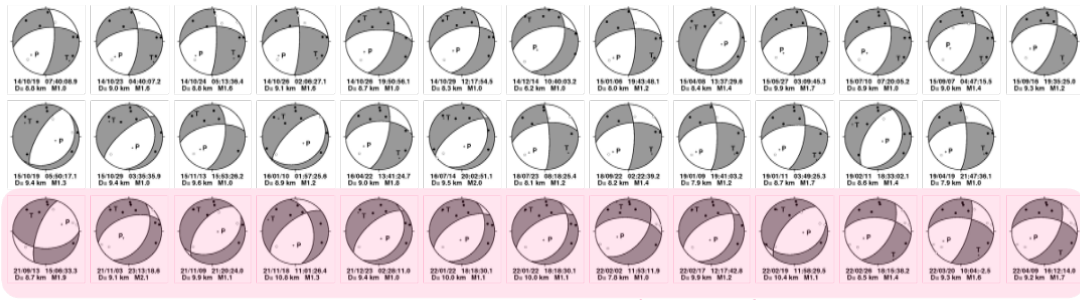 14/10/19 07:40:08.9
D= 8.8 km M1.0
14/10/23 04:40:07.2
D= 9.0 km M1.6
14/10/24 05:13:38.4
D= 8.8 km M1.6
14/10/26 02:08:27.1
D= 9.1 km M1.6
14/10/26 19:50:56.1
D= 8.7 km M1.0
14/10/29 12:17:54.5
D= 8.3 km M1.0
14/12/14 10:40:03.2
D= 8.2 km M1.0
15/01/06 19:43:48.1
D= 8.0 km M1.2
15/04/08 13:37:29.6
D= 8.4 km M1.4
15/05/27 03:09:45.3
D= 9.9 km M1.7
15/07/10 07:20:05.2
D= 8.9 km M1.0
15/09/07 04:47:15.5
D= 9.0 km M1.4
15/09/16 19:35:25.0
D= 9.3 km M1.2
15/10/19 05:50:17.1
D= 9.4 km M1.3
15/10/29 03:35:35.9
D= 9.4 km M1.0
15/11/13 15:53:26.2
D= 9.6 km M1.0
16/01/10 01:57:25.6
D= 8.9 km M1.2
16/04/22 13:41:24.7
D= 9.0 km M1.8
16/07/14 20:02:51.1
D= 9.5 km M2.0
18/07/23 08:18:25.4
D= 8.1 km M1.2
18/09/22 02:22:39.2
D= 8.2 km M1.4
19/01/09 19:41:03.2
D= 7.9 km M1.2
19/01/11 03:49:25.3
D= 8.7 km M1.7
19/02/11 18:33:02.1
D= 8.6 km M1.4
19/04/19 21:47:36.1
D= 7.9 km M1.0
21/09/13 15:06:33.3
D= 8.7 km M1.9
21/11/03 23:13:18.6
D= 9.1 km M2.1
21/11/09 21:20:24.0
D= 9.9 km M1.1
21/11/18 11:01:26.4
D= 10.8 km M1.3
21/12/23 02:28:11.0
D= 9.4 km M1.0
22/01/22 18:18:30.1
D= 10.0 km M1.1
22/01/22 18:18:30.1
D= 10.0 km M1.1
22/02/02 11:53:11.9
D= 7.0 km M1.0
22/02/17 12:17:42.6
D= 9.9 km M1.2
22/02/19 11:58:29.5
D= 10.4 km M1.1
22/02/28 18:15:38.2
D= 8.5 km M1.4
22/03/20
D= 9.3 km M1.6
22/04/09 16:12:14.0
D= 9.2 km M1.7